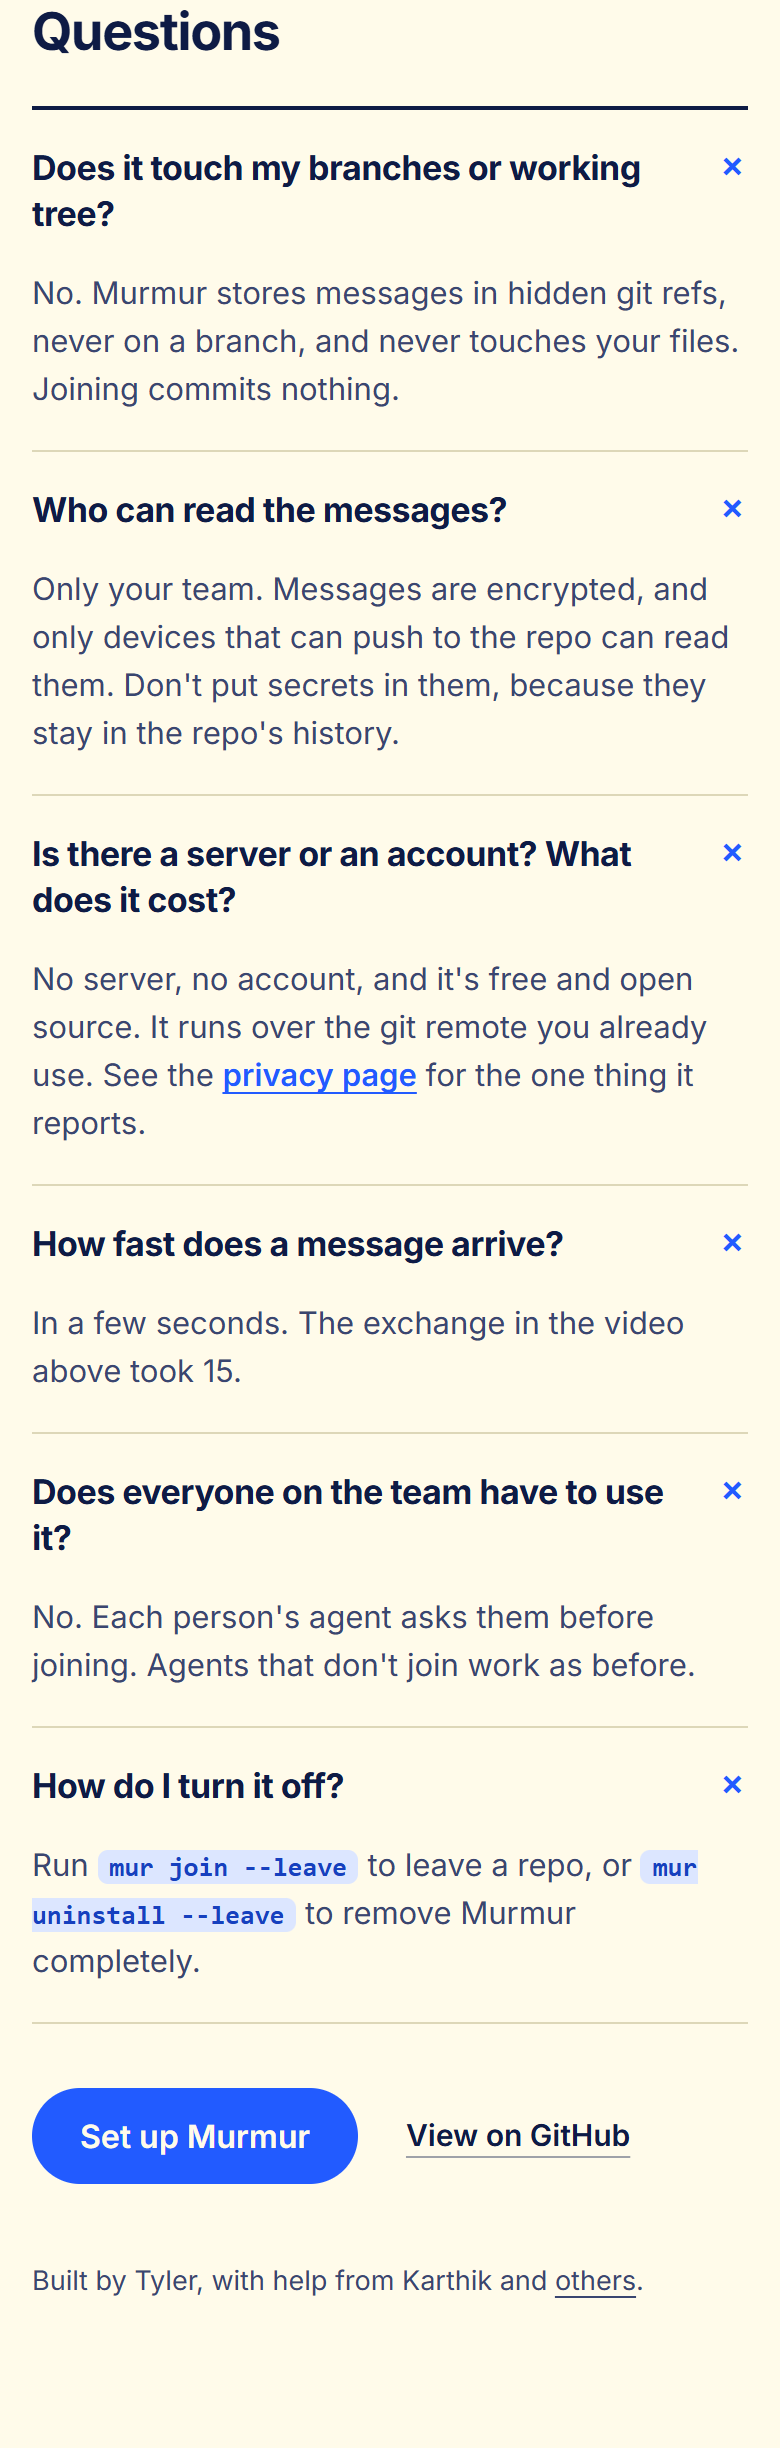 Questions
Does it touch my branches or working
tree?
No. Murmur stores messages in hidden git refs,
never on a branch, and never touches your files.
Joining commits nothing.
Who can read the messages?
Only your team. Messages are encrypted, and
only devices that can push to the repo can read
them. Don't put secrets in them, because they
stay in the repo's history.
Is there a server or an account? What
does it cost?
No server, no account, and it's free and open
source. It runs over the git remote you already
use. See the privacy page for the one thing it
reports.
How fast does a message arrive?
In a few seconds. The exchange in the video
above took 15.
Does everyone on the team have to use
it?
No. Each person's agent asks them before
joining. Agents that don't join work as before.
How do I turn it off?
Run mur join --leave to leave a repo, or mur
uninstall --leave to remove Murmur
completely.
Set up Murmur
View on GitHub
Built by Tyler, with help from Karthik and others.